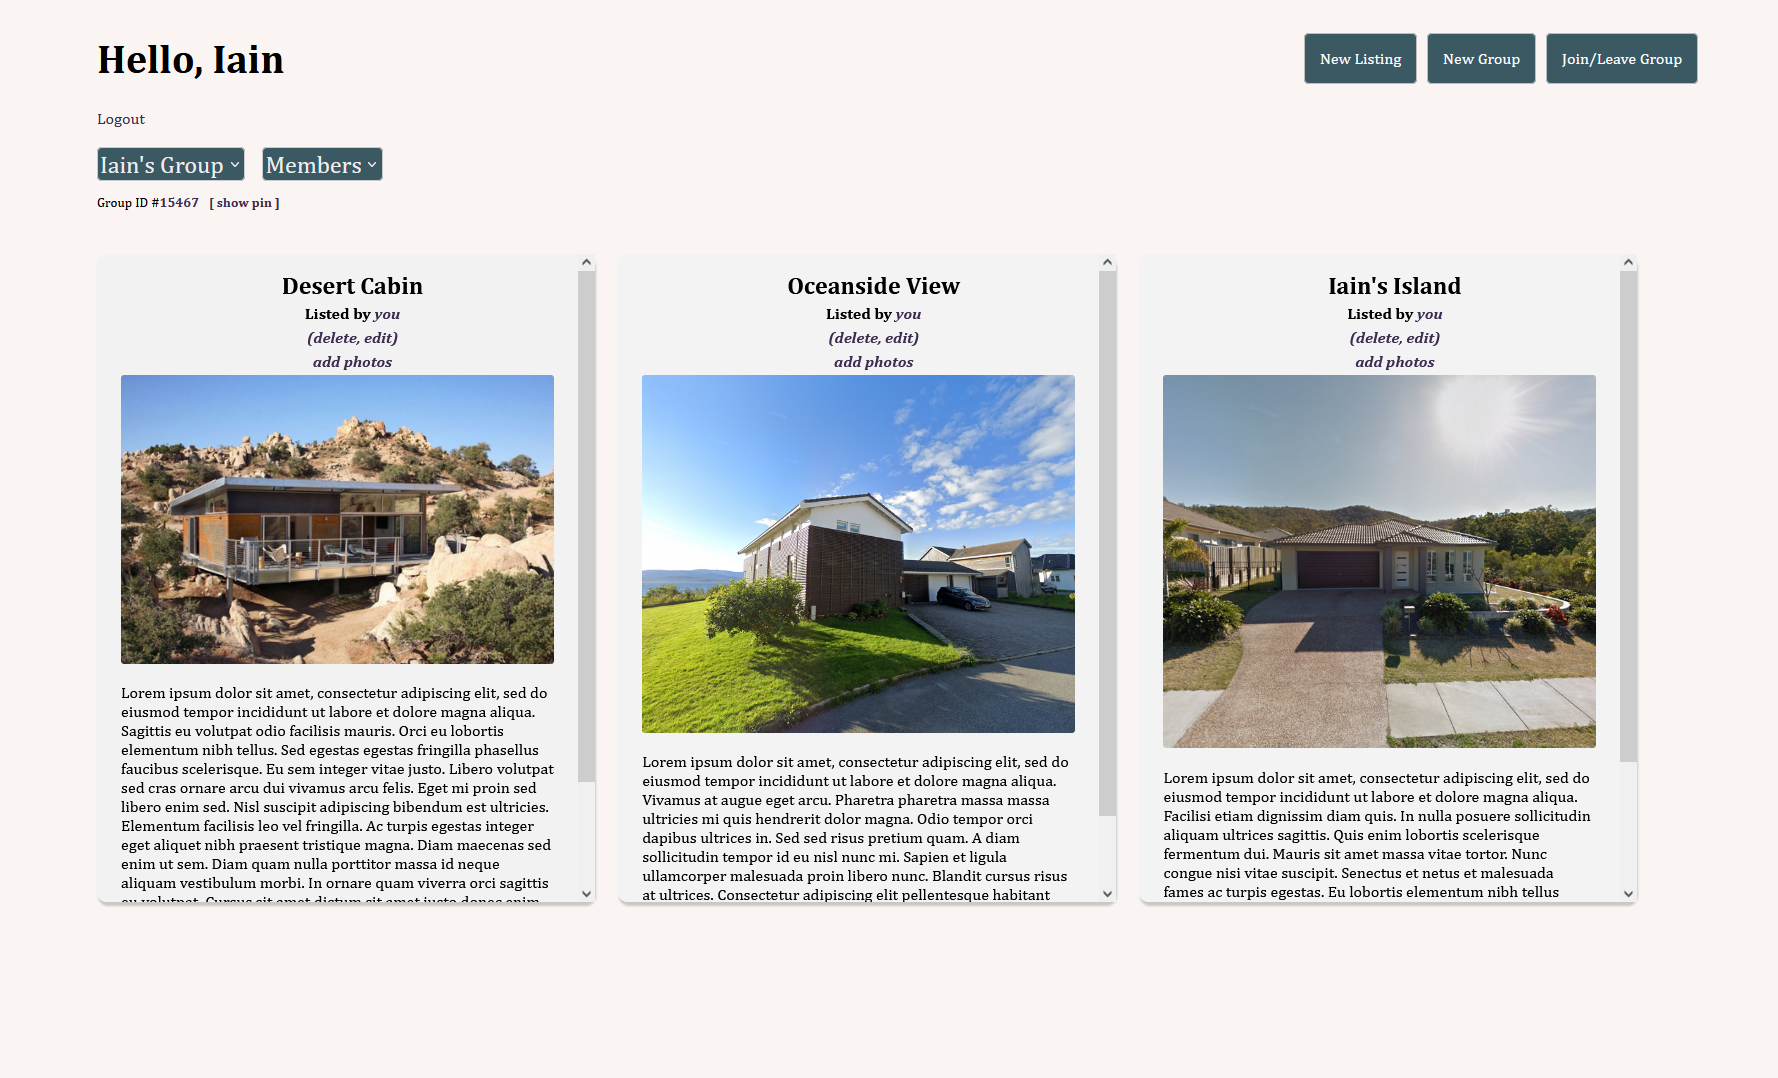 Hello, Iain
New Listing
New Group
Join/Leave Group
Logout
Iain's Group
Members
Group ID #15467 [ show pin ]
Desert Cabin
Listed by you
(delete, edit)
add photos
Lorem ipsum dolor sit amet, consectetur adipiscing elit, sed do
eiusmod tempor incididunt ut labore et dolore magna aliqua.
Sagittis eu volutpat odio facilisis mauris. Orci eu lobortis
elementum nibh tellus. Sed egestas egestas fringilla phasellus
faucibus scelerisque. Eu sem integer vitae justo. Libero volutpat
sed cras ornare arcu dui vivamus arcu felis. Eget mi proin sed
libero enim sed. Nisl suscipit adipiscing bibendum est ultricies.
Elementum facilisis leo vel fringilla. Ac turpis egestas integer
eget aliquet nibh praesent tristique magna. Diam maecenas sed
enim ut sem. Diam quam nulla porttitor massa id neque
aliquam vestibulum morbi. In ornare quam viverra orci sagittis
eu volutpat. Cursus sit amet dictum sit amet justo donec enim
Oceanside View
Listed by you
(delete, edit)
add photos
Lorem ipsum dolor sit amet, consectetur adipiscing elit, sed do
eiusmod tempor incididunt ut labore et dolore magna aliqua.
Vivamus at augue eget arcu. Pharetra pharetra massa massa
ultricies mi quis hendrerit dolor magna. Odio tempor orci
dapibus ultrices in. Sed sed risus pretium quam. A diam
sollicitudin tempor id eu nisl nunc mi. Sapien et ligula
ullamcorper malesuada proin libero nunc. Blandit cursus risus
at ultrices. Consectetur adipiscing elit pellentesque habitant
Iain's Island
Listed by you
(delete, edit)
add photos
Lorem ipsum dolor sit amet, consectetur adipiscing elit, sed do
eiusmod tempor incididunt ut labore et dolore magna aliqua.
Facilisi etiam dignissim diam quis. In nulla posuere sollicitudin
aliquam ultrices sagittis. Quis enim lobortis scelerisque
fermentum dui. Mauris sit amet massa vitae tortor. Nunc
congue nisi vitae suscipit. Senectus et netus et malesuada
fames ac turpis egestas. Eu lobortis elementum nibh tellus